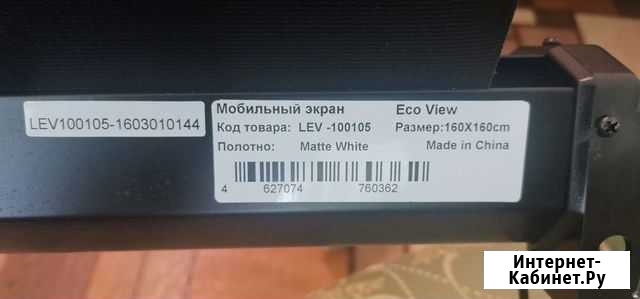 LEV100105-1603010144
Мобильный экран Eco View
Код товара: LEV -100105 Размер:160X160cm
Полотно: Matte White Made in China
4 627074 760362
Интернет-
Кабинет.Ру